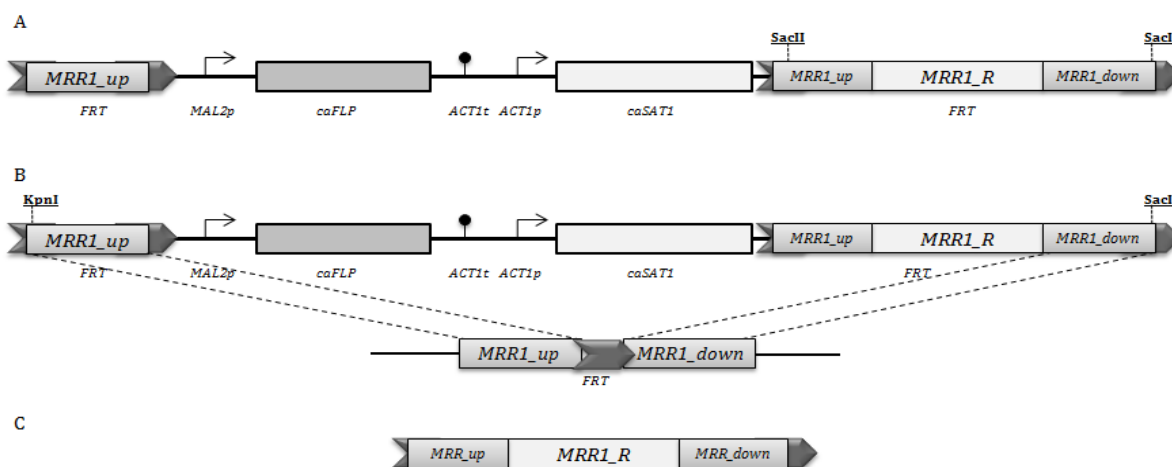 A
SacII SacI
MRR1_up MRR1_up MRR1_R MRR1_down
FRT MAL2p caFLP ACT1t ACT1p caSAT1 FRT
B
KpnI SacI
MRR1_up MRR1_up MRR1_R MRR1_down
FRT MAL2p caFLP ACT1t ACT1p caSAT1 FRT
MRR1_up MRR1_down
FRT
C
MRR_up MRR1_R MRR_down